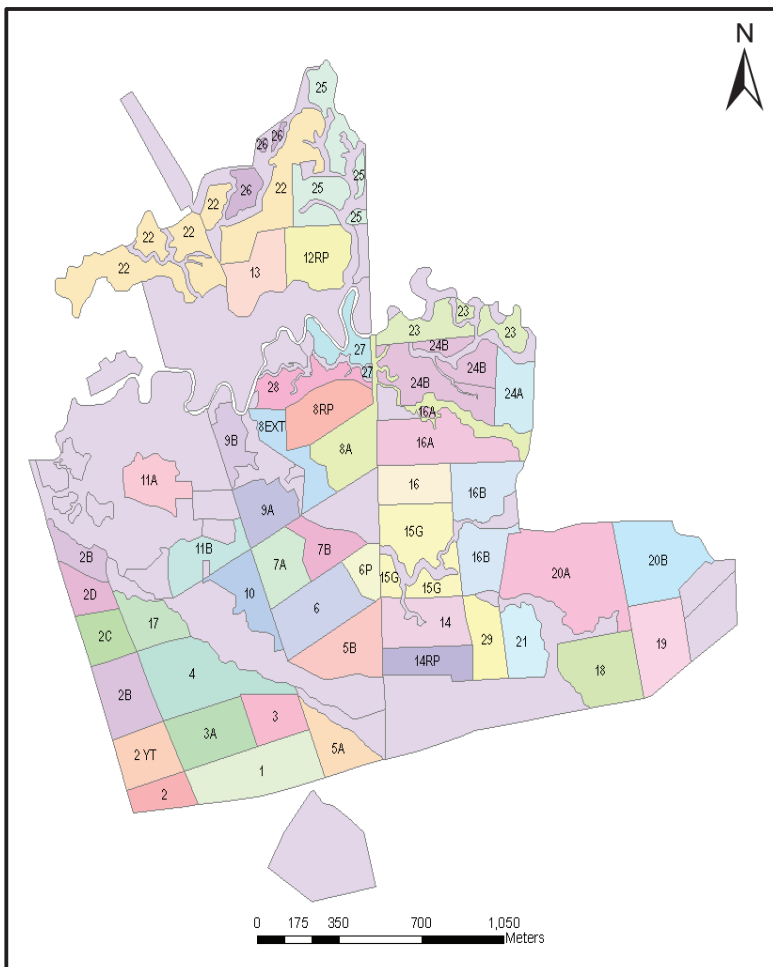 N
25
26
26
25
26
22
25
22
25
22
22
12RP
13
22
23
23
23
27
24B
24B
27
24B
28
24A
8RP
16A
8EXT
9B
16A
8A
11A
16
16B
9A
15G
7B
11B
2B
16B
7A
6P
15G
20A
20B
15G
10
2D
6
17
14
29
21
2C
5B
19
14RP
18
4
2B
3
3A
5A
2 YT
1
2
0 175 350 700 1,050
Meters